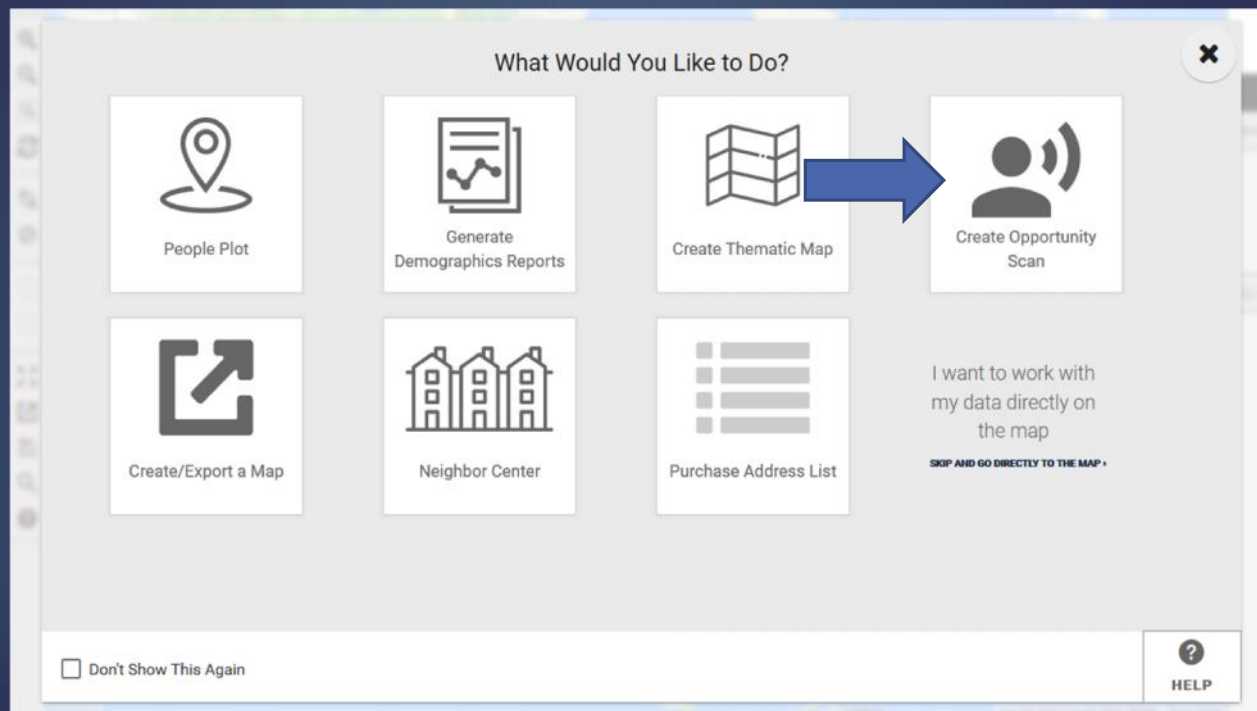 What Would You Like to Do?
People Plot
Generate
Demographics Reports
Create Thematic Map
Create Opportunity
Scan
Create/Export a Map
Neighbor Center
Purchase Address List
I want to work with
my data directly on
the map
SKIP AND GO DIRECTLY TO THE MAP ›
Don't Show This Again
HELP